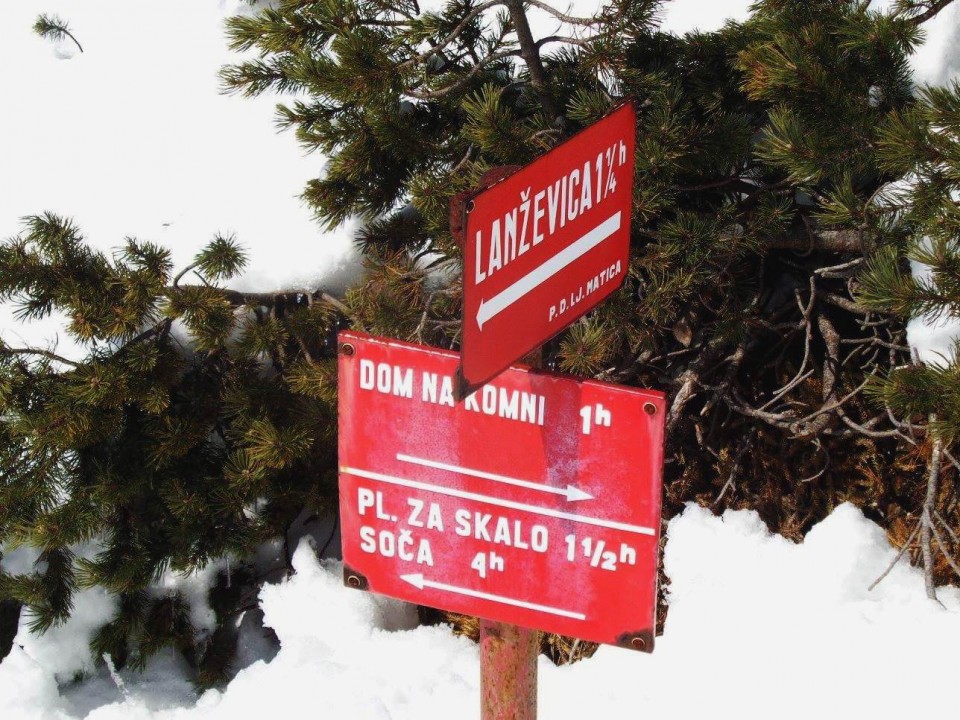 LANŽEVICA 1¼h
P.D.LJ. MATICA
DOM NA KOMNI 1h
PL. ZA SKALO 1½h
SOČA 4h